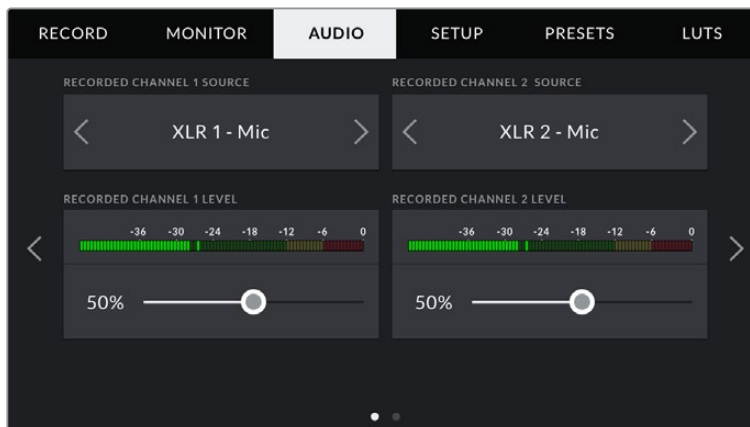 RECORD MONITOR AUDIO SETUP PRESETS LUTS
RECORDED CHANNEL 1 SOURCE
XLR 1 - Mic
RECORDED CHANNEL 2 SOURCE
XLR 2 - Mic
RECORDED CHANNEL 1 LEVEL
-36 -30 -24 -18 -12 -6 0
50%
RECORDED CHANNEL 2 LEVEL
-36 -30 -24 -18 -12 -6 0
50%